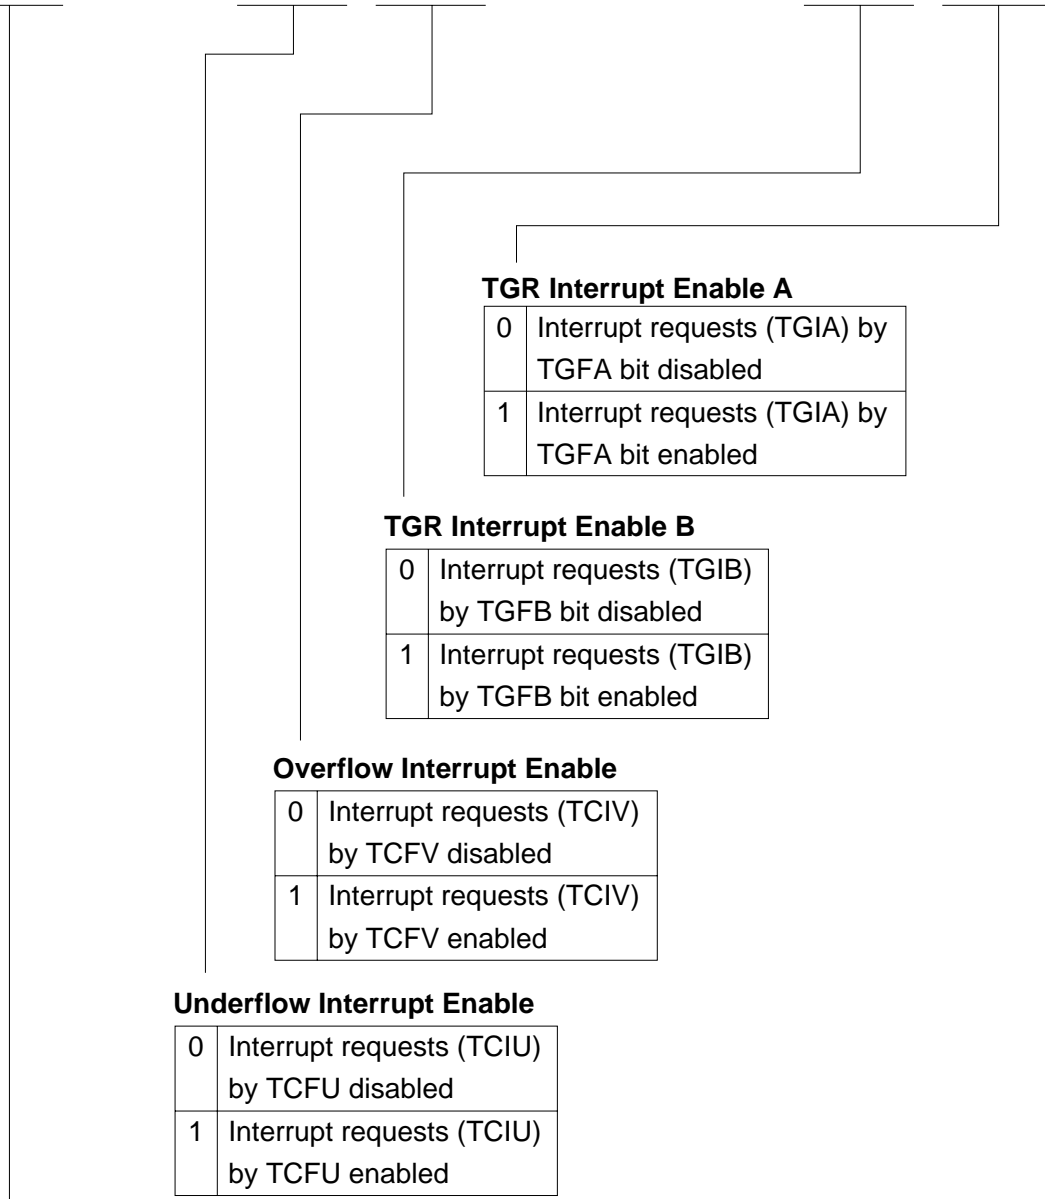 TGR Interrupt Enable A
0 Interrupt requests (TGIA) by
TGFA bit disabled
1 Interrupt requests (TGIA) by
TGFA bit enabled
TGR Interrupt Enable B
0 Interrupt requests (TGIB)
by TGFB bit disabled
1 Interrupt requests (TGIB)
by TGFB bit enabled
Overflow Interrupt Enable
0 Interrupt requests (TCIV)
by TCFV disabled
1 Interrupt requests (TCIV)
by TCFV enabled
Underflow Interrupt Enable
0 Interrupt requests (TCIU)
by TCFU disabled
1 Interrupt requests (TCIU)
by TCFU enabled